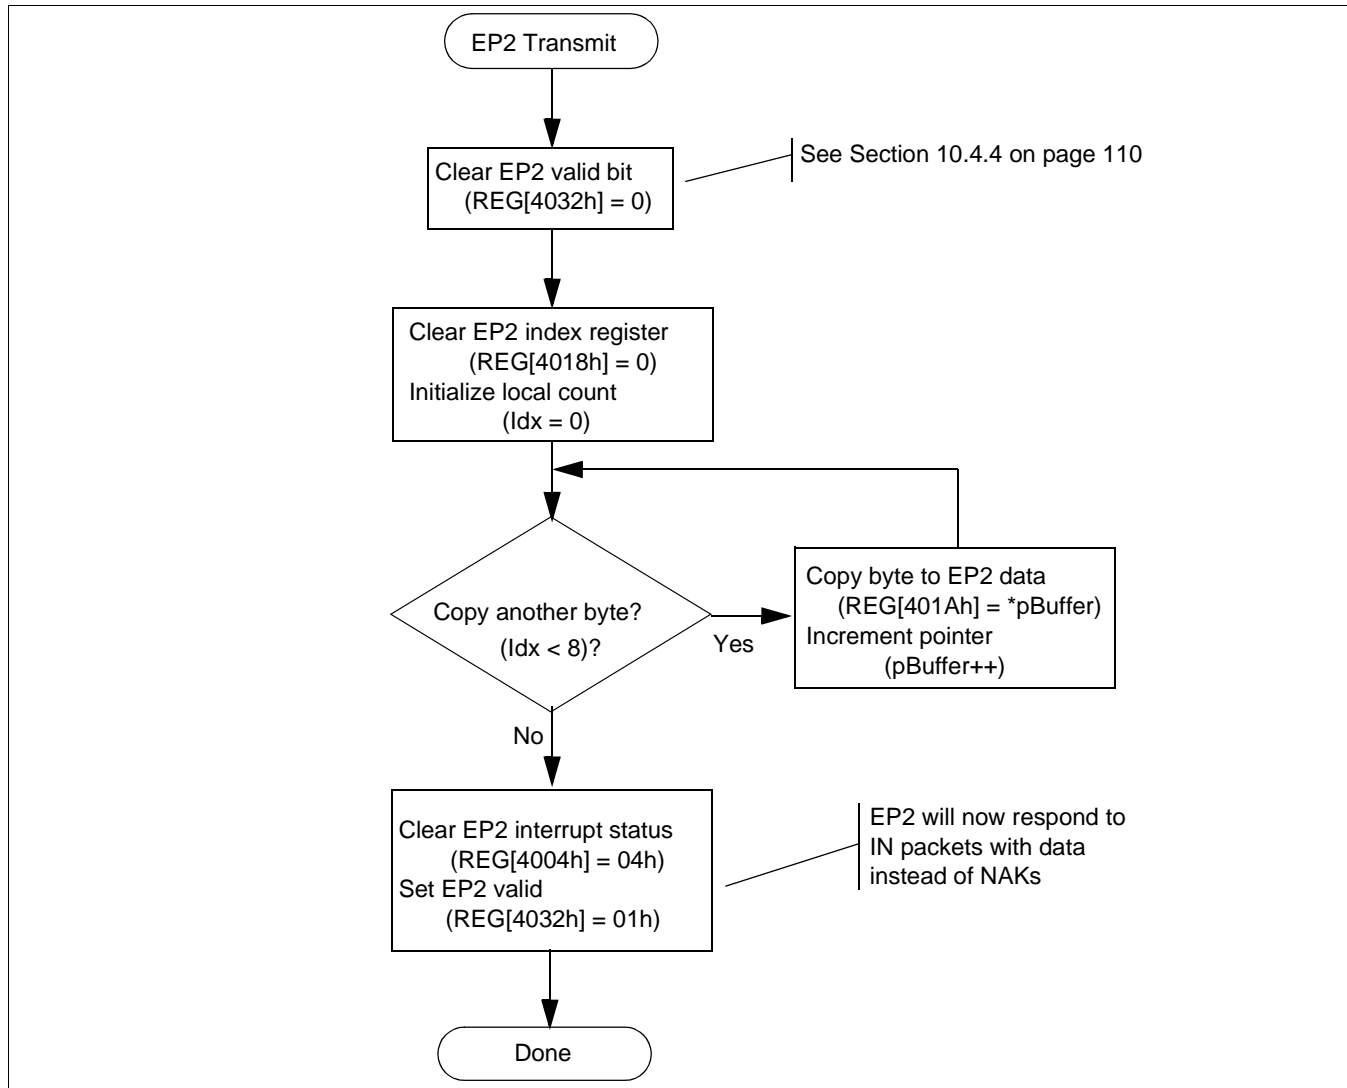 EP2 Transmit
See Section 10.4.4 on page 110
Clear EP2 valid bit
(REG[4032h] = 0)
Clear EP2 index register
(REG[4018h] = 0)
Initialize local count
(Idx = 0)
Copy another byte?
(Idx < 8)?
Yes
Copy byte to EP2 data
(REG[401Ah] = *pBuffer)
Increment pointer
(pBuffer++)
No
Clear EP2 interrupt status
(REG[4004h] = 04h)
Set EP2 valid
(REG[4032h] = 01h)
EP2 will now respond to
IN packets with data
instead of NAKs
Done